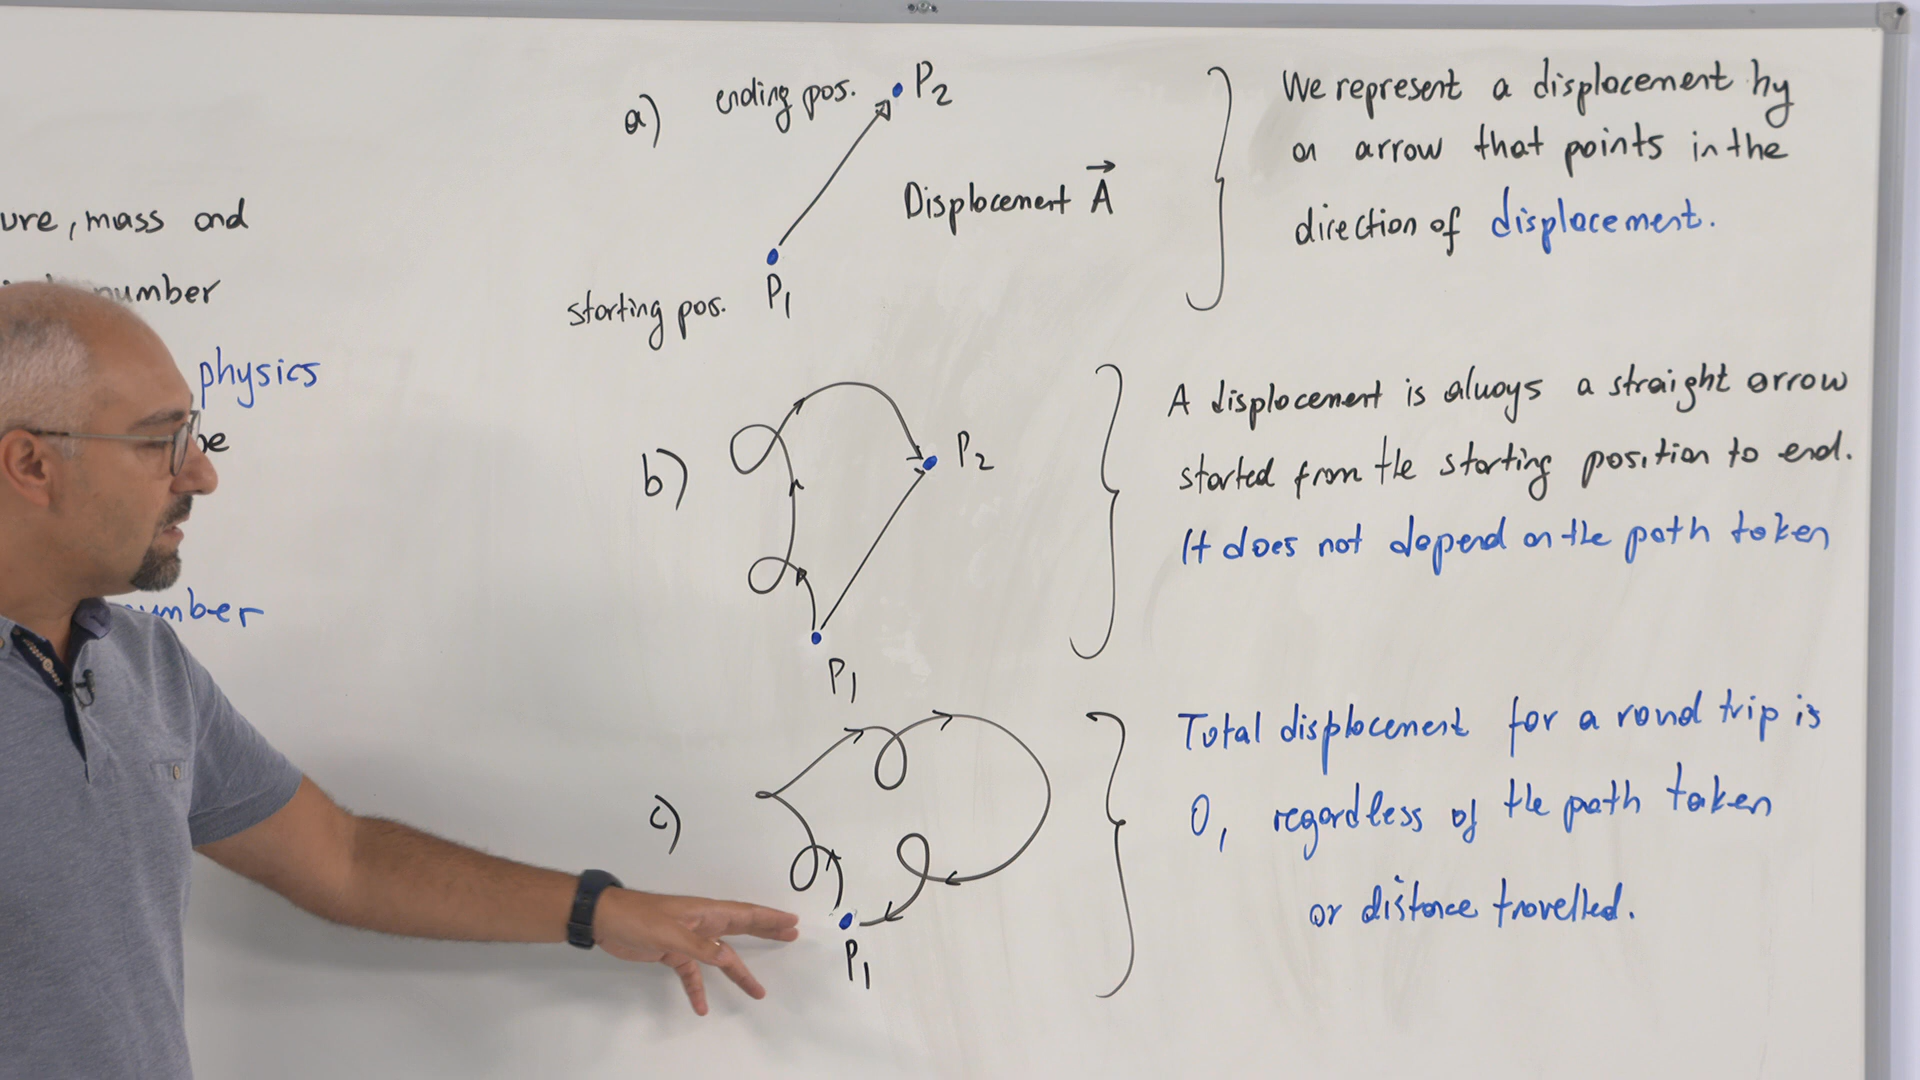 ure, mass and
number
physics
be
number
a) ending pos. P2
Displacement A
starting pos. P1
We represent a displacement by
an arrow that points in the
direction of displacement.
b) P2
P1
A displacement is always a straight arrow
started from the starting position to end.
It does not depend on the path taken
c)
P1
Total displacement for a round trip is
0, regardless of the path taken
or distance travelled.